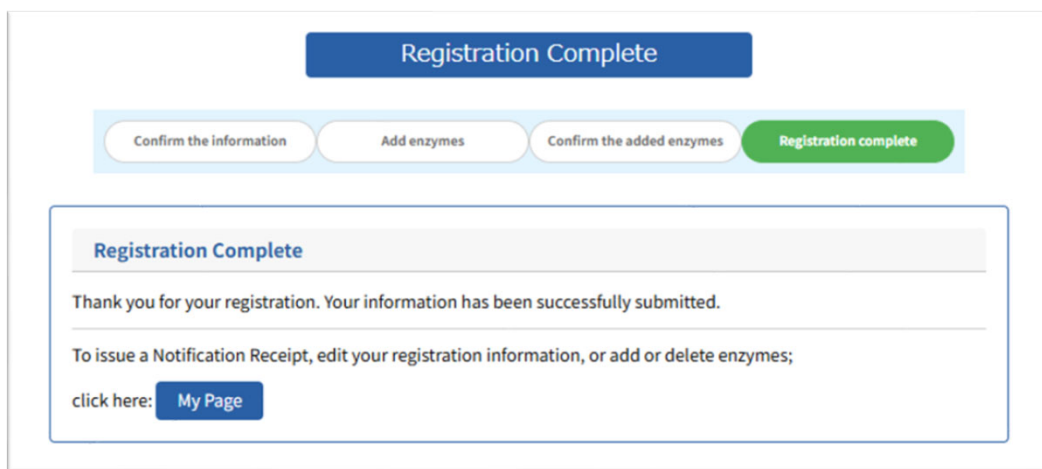 Registration Complete
Confirm the information
Add enzymes
Confirm the added enzymes
Registration complete
Registration Complete
Thank you for your registration. Your information has been successfully submitted.
To issue a Notification Receipt, edit your registration information, or add or delete enzymes;
click here: My Page